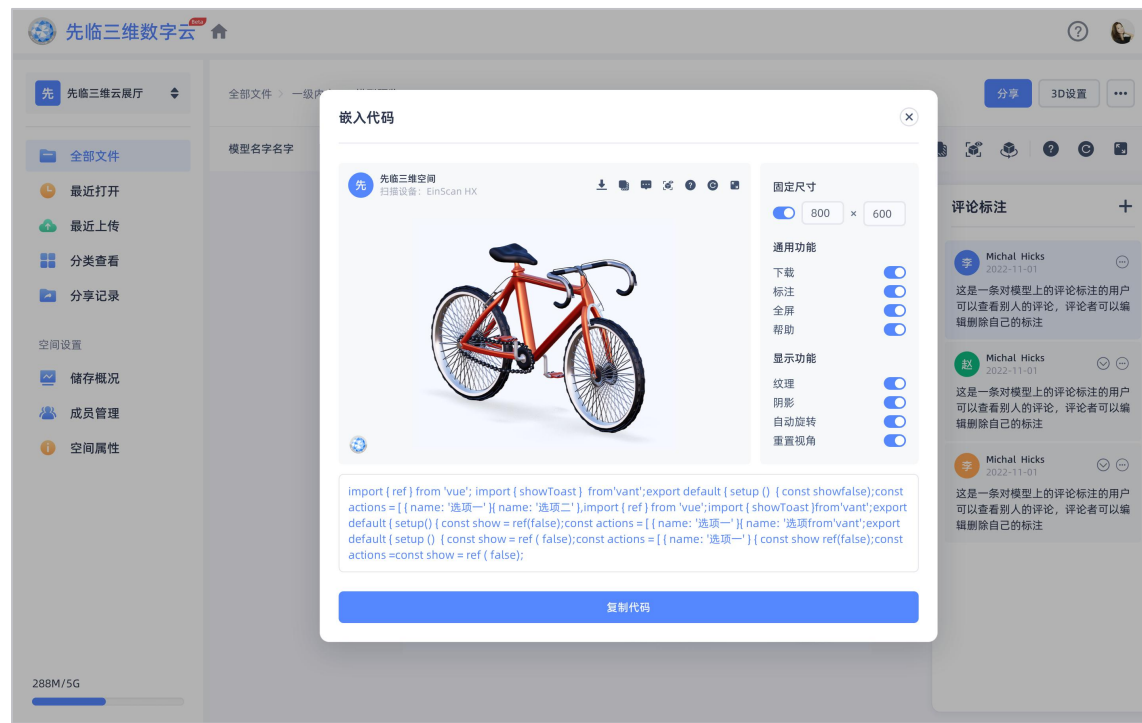 先临三维数字云 Beta
先 先临三维云展厅
全部文件
最近打开
最近上传
分类查看
分享记录
空间设置
储存概况
成员管理
空间属性
288M/5G
全部文件 > 一级内
分享 3D设置
模型名字名字
嵌入代码
先 先临三维空间
扫描设备：EinScan HX
固定尺寸
800 × 600
通用功能
下载
标注
全屏
帮助
显示功能
纹理
阴影
自动旋转
重置视角
import { ref } from 'vue'; import { showToast } from'vant';export default { setup () { const showfalse);const
actions = [ { name: '选项一' }{ name: '选项二' },import { ref } from 'vue';import { showToast }from'vant';export
default { setup() { const show = ref(false);const actions = [ { name: '选项一' }{ name: '选项from'vant';export
default { setup () { const show = ref ( false);const actions = [ { name: '选项一' } { const show ref(false);const
actions =const show = ref ( false);
复制代码
评论标注
李 Michal Hicks
2022-11-01
这是一条对模型上的评论标注的用户
可以查看别人的评论，评论者可以编
辑删除自己的标注
赵 Michal Hicks
2022-11-01
这是一条对模型上的评论标注的用户
可以查看别人的评论，评论者可以编
辑删除自己的标注
李 Michal Hicks
2022-11-01
这是一条对模型上的评论标注的用户
可以查看别人的评论，评论者可以编
辑删除自己的标注